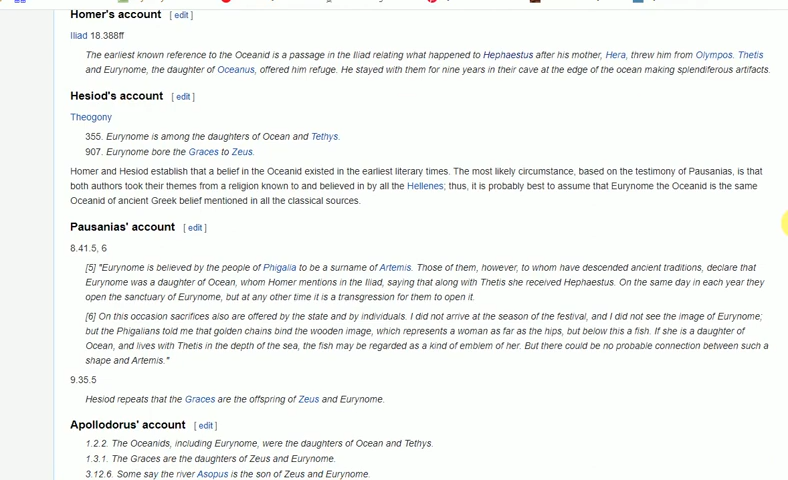 Homer's account [ edit ]
Iliad 18.388ff
The earliest known reference to the Oceanid is a passage in the Iliad relating what happened to Hephaestus after his mother, Hera, threw him from Olympos. Thetis
and Eurynome, the daughter of Oceanus, offered him refuge. He stayed with them for nine years in their cave at the edge of the ocean making splendiferous artifacts.
Hesiod's account [ edit ]
Theogony
355. Eurynome is among the daughters of Ocean and Tethys.
907. Eurynome bore the Graces to Zeus.
Homer and Hesiod establish that a belief in the Oceanid existed in the earliest literary times. The most likely circumstance, based on the testimony of Pausanias, is that
both authors took their themes from a religion known to and believed in by all the Hellenes; thus, it is probably best to assume that Eurynome the Oceanid is the same
Oceanid of ancient Greek belief mentioned in all the classical sources.
Pausanias' account [ edit ]
8.41.5, 6
[5] "Eurynome is believed by the people of Phigalia to be a surname of Artemis. Those of them, however, to whom have descended ancient traditions, declare that
Eurynome was a daughter of Ocean, whom Homer mentions in the Iliad, saying that along with Thetis she received Hephaestus. On the same day in each year they
open the sanctuary of Eurynome, but at any other time it is a transgression for them to open it.
[6] On this occasion sacrifices also are offered by the state and by individuals. I did not arrive at the season of the festival, and I did not see the image of Eurynome;
but the Phigalians told me that golden chains bind the wooden image, which represents a woman as far as the hips, but below this a fish. If she is a daughter of
Ocean, and lives with Thetis in the depth of the sea, the fish may be regarded as a kind of emblem of her. But there could be no probable connection between such a
shape and Artemis."
9.35.5
Hesiod repeats that the Graces are the offspring of Zeus and Eurynome.
Apollodorus' account [ edit ]
1.2.2. The Oceanids, including Eurynome, were the daughters of Ocean and Tethys.
1.3.1. The Graces are the daughters of Zeus and Eurynome.
3.12.6. Some say the river Asopus is the son of Zeus and Eurynome.